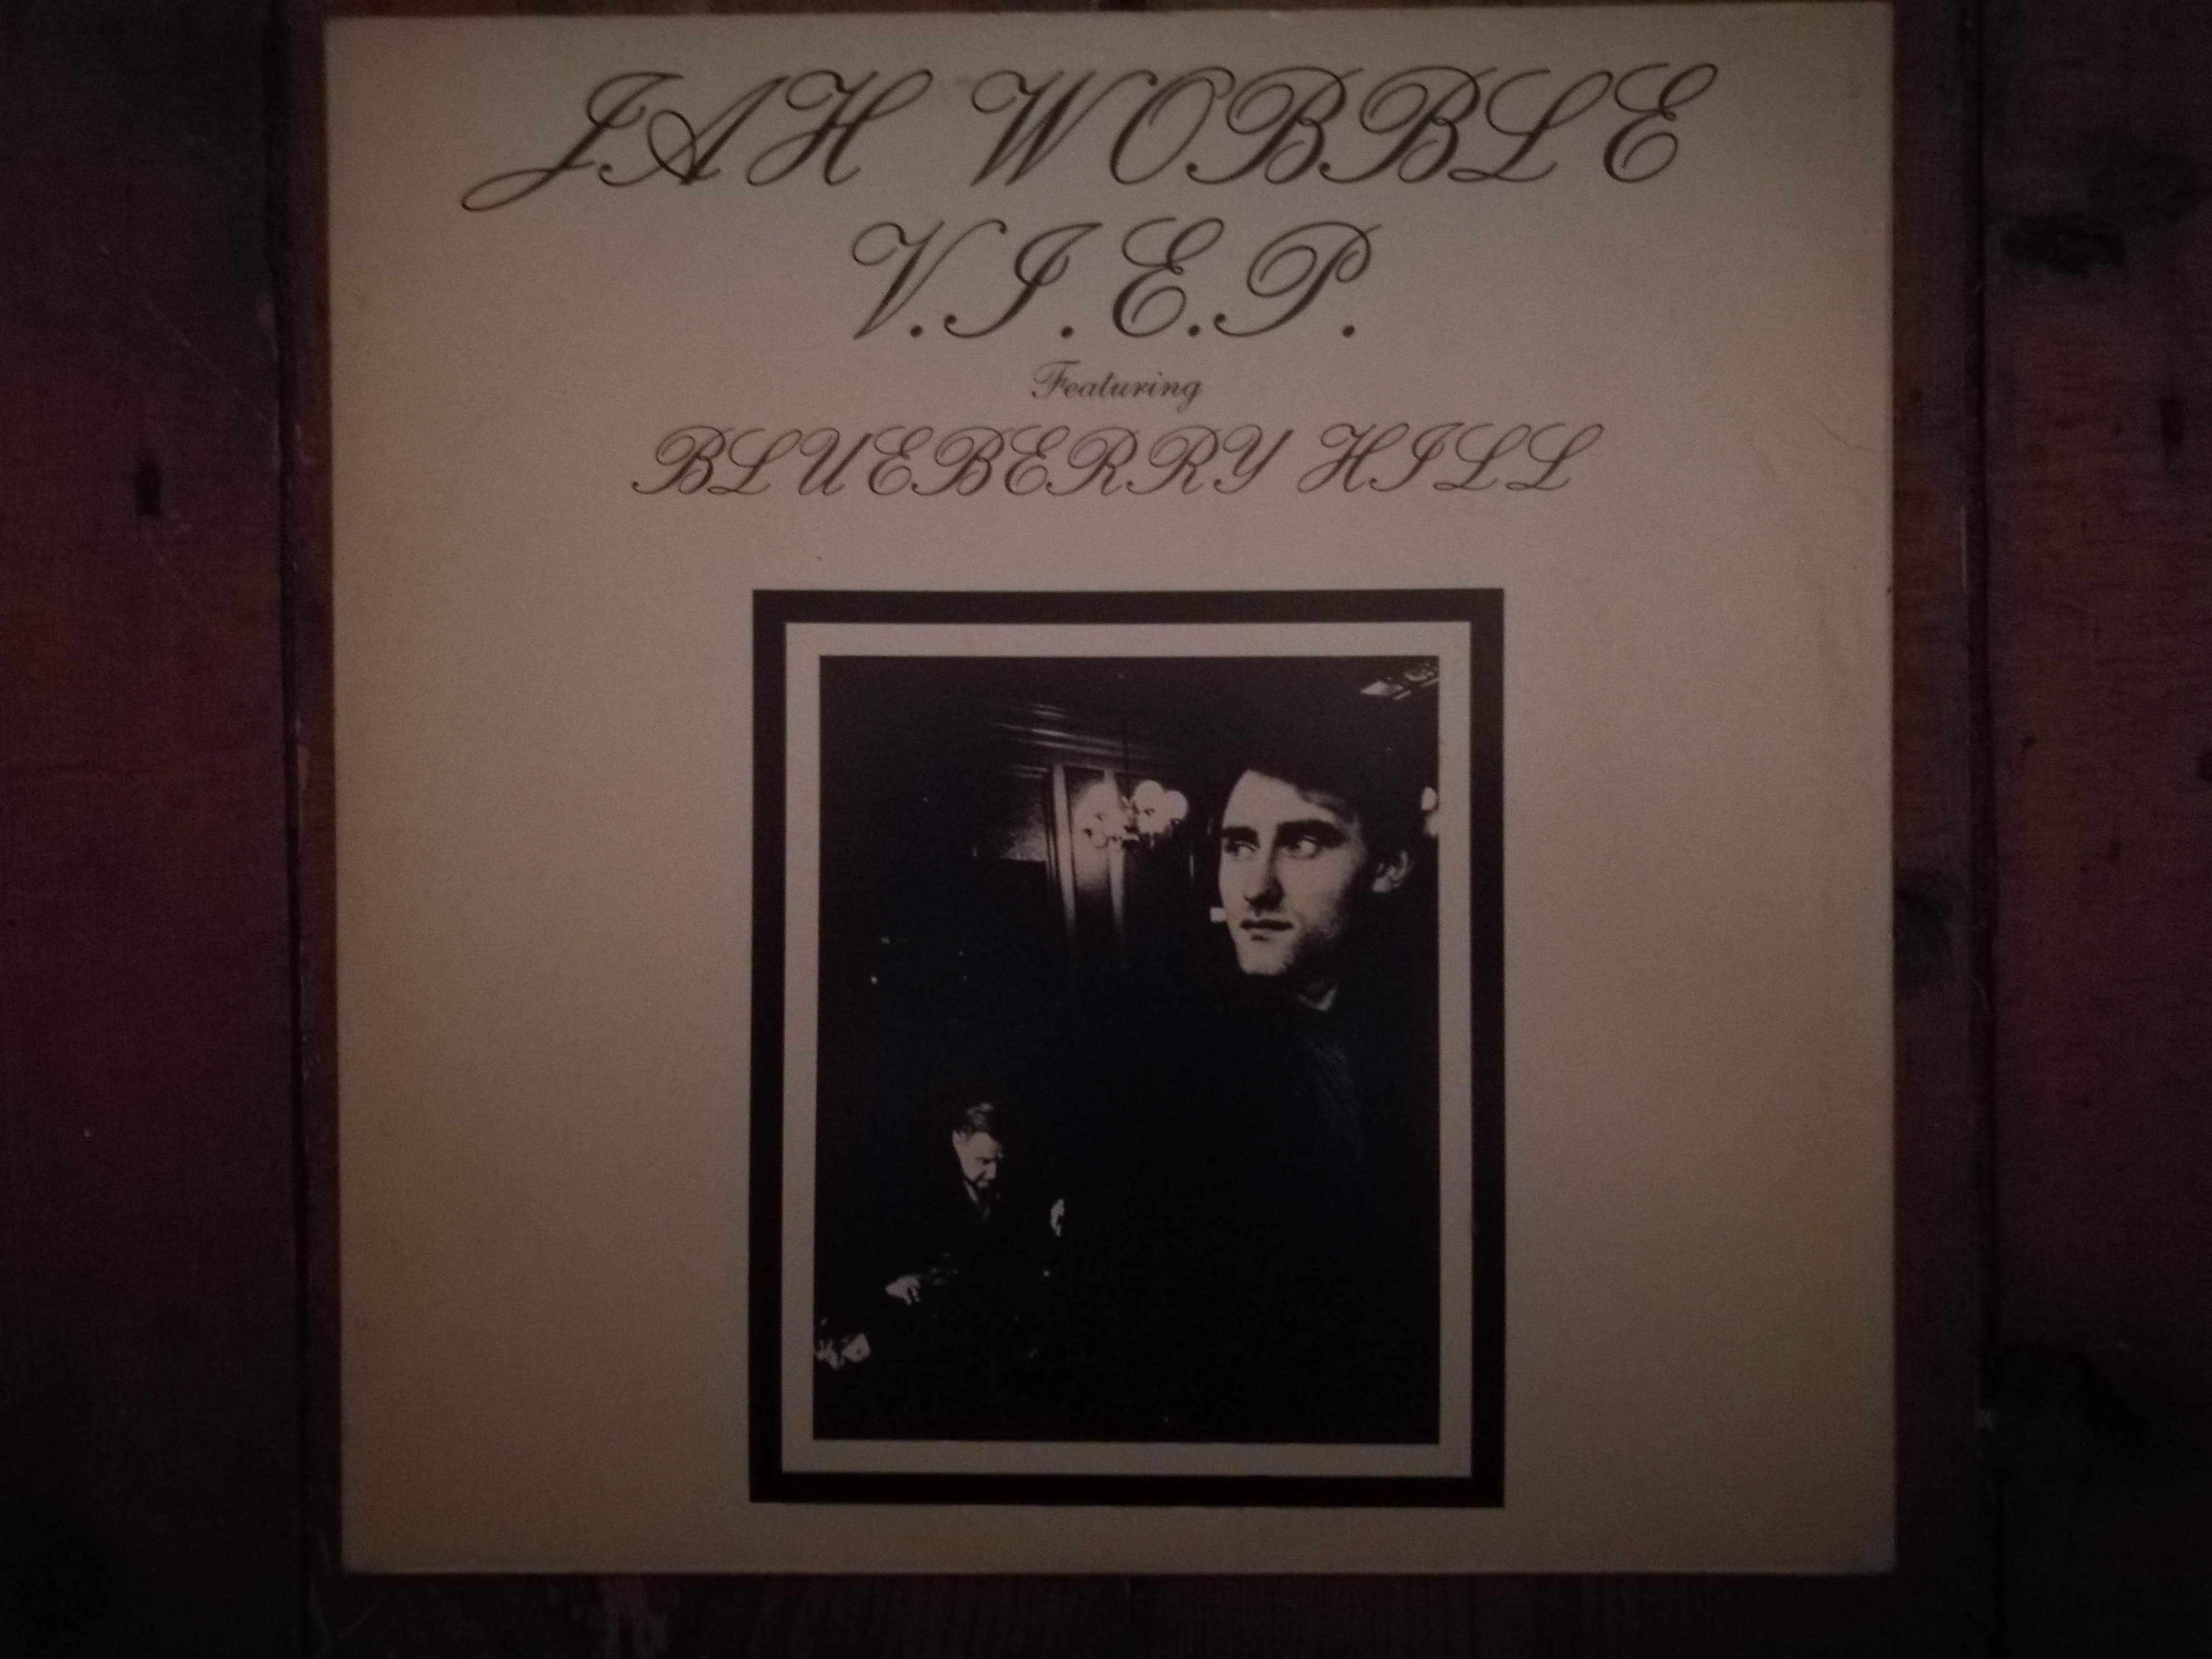 JAH WOBBLE
V.I.E.P.
Featuring
BLUEBERRY HILL